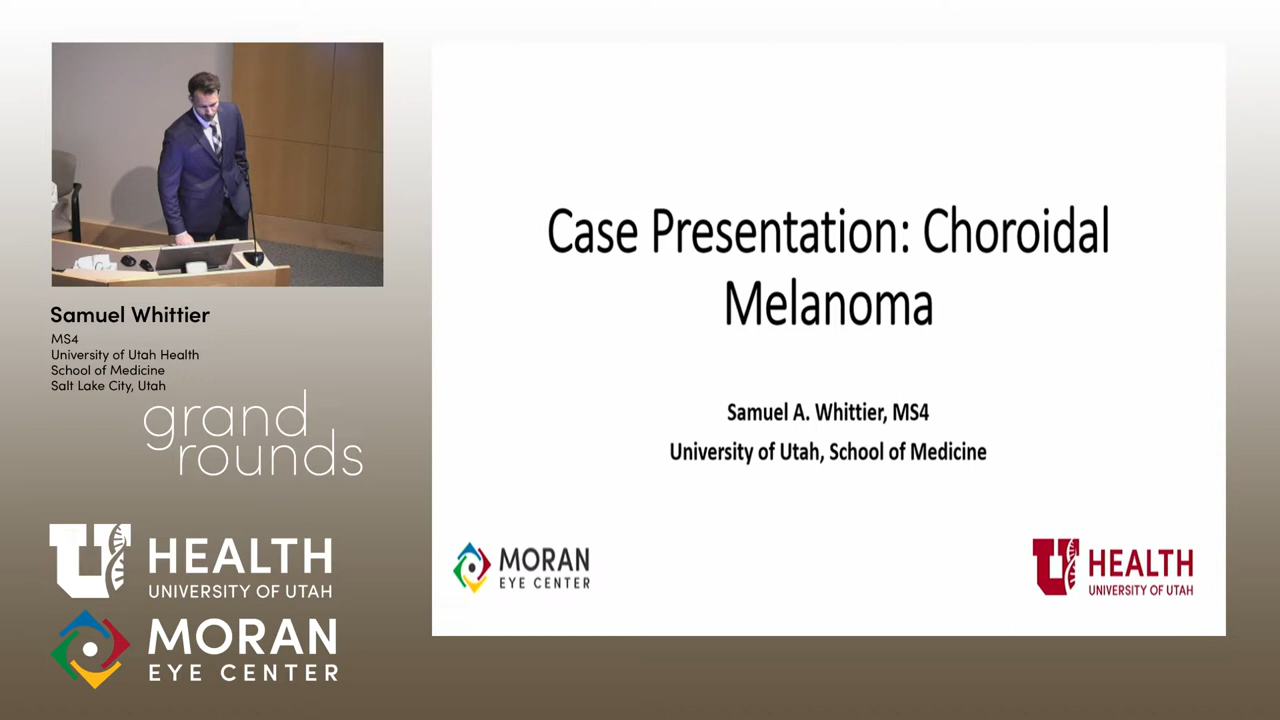 Samuel Whittier
MS4
University of Utah Health
School of Medicine
Salt Lake City, Utah
grand
rounds
U HEALTH
UNIVERSITY OF UTAH
MORAN
EYE CENTER
Case Presentation: Choroidal
Melanoma
Samuel A. Whittier, MS4
University of Utah, School of Medicine
MORAN
EYE CENTER
U HEALTH
UNIVERSITY OF UTAH